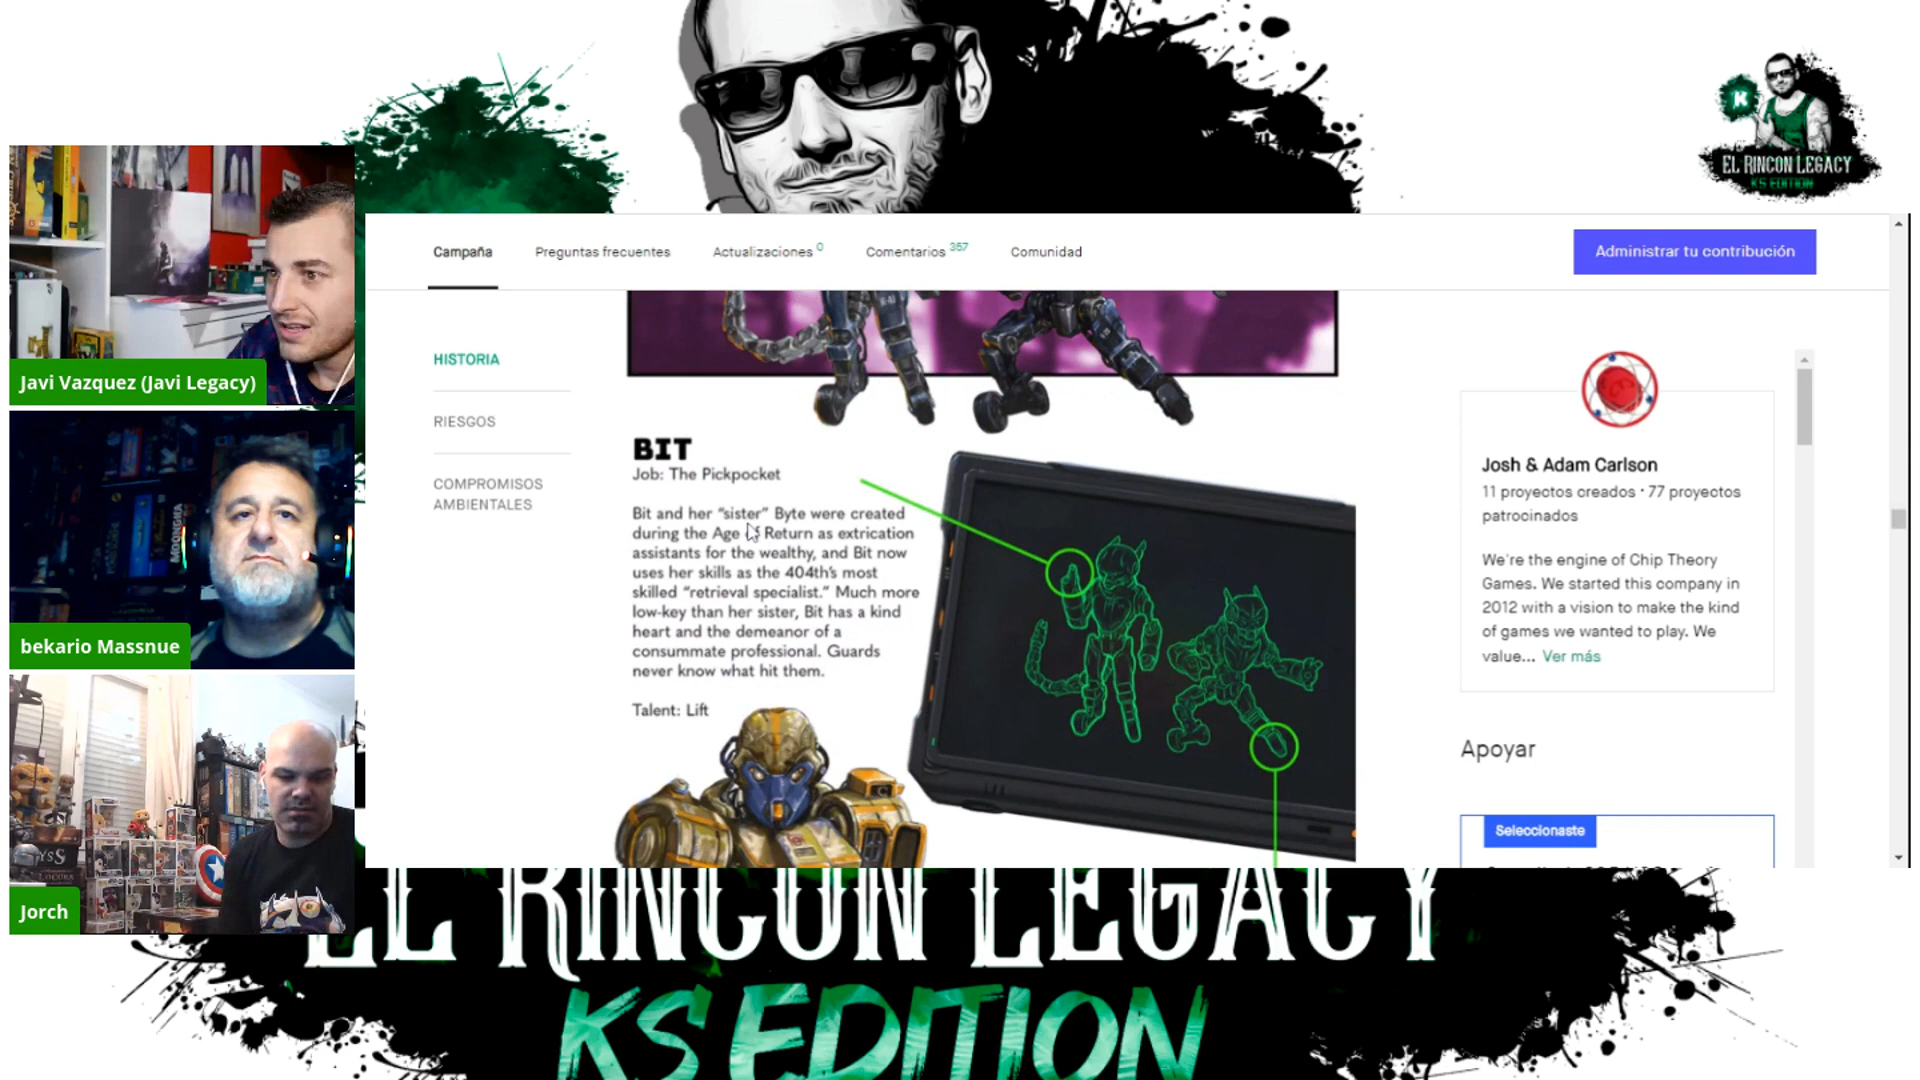 EL RINCON LEGACY
KS EDITION
Campaña
Preguntas frecuentes
Actualizaciones 0
Comentarios 357
Comunidad
Administrar tu contribución
HISTORIA
RIESGOS
COMPROMISOS
AMBIENTALES
BIT
Job: The Pickpocket
Bit and her "sister" Byte were created
during the Age of Return as extrication
assistants for the wealthy, and Bit now
uses her skills as the 404th's most
skilled "retrieval specialist." Much more
low-key than her sister, Bit has a kind
heart and the demeanor of a
consummate professional. Guards
never know what hit them.
Talent: Lift
Josh & Adam Carlson
11 proyectos creados · 77 proyectos
patrocinados
We're the engine of Chip Theory
Games. We started this company in
2012 with a vision to make the kind
of games we wanted to play. We
value... Ver más
Apoyar
Seleccionaste
Javi Vazquez (Javi Legacy)
bekario Massnue
Jorch
EL RINCON LEGACY
KS EDITION